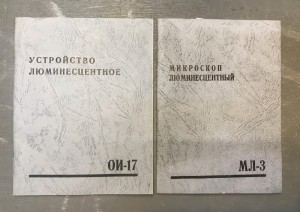 УСТРОЙСТВО
ЛЮМИНЕСЦЕНТНОЕ
ОИ-17
МИКРОСКОП
ЛЮМИНЕСЦЕНТНЫЙ
МЛ-3